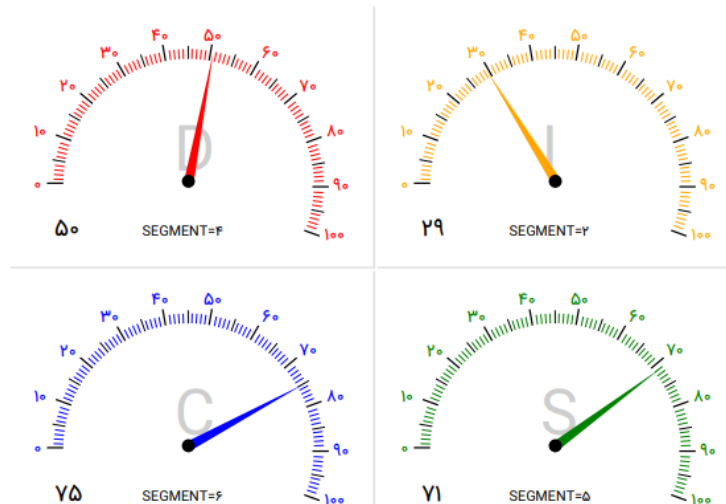 ۰ ۱۰ ۲۰ ۳۰ ۴۰ ۵۰ ۶۰ ۷۰ ۸۰ ۹۰ ۱۰۰
D
۵۰ SEGMENT=۴
۰ ۱۰ ۲۰ ۳۰ ۴۰ ۵۰ ۶۰ ۷۰ ۸۰ ۹۰ ۱۰۰
I
۲۹ SEGMENT=۲
۰ ۱۰ ۲۰ ۳۰ ۴۰ ۵۰ ۶۰ ۷۰ ۸۰ ۹۰ ۱۰۰
C
۷۵ SEGMENT=۶
۰ ۱۰ ۲۰ ۳۰ ۴۰ ۵۰ ۶۰ ۷۰ ۸۰ ۹۰ ۱۰۰
S
۷۱ SEGMENT=۵